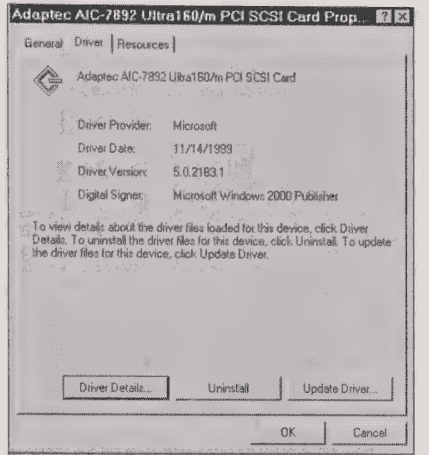 Adaptec AIC-7892 Ultra160/m PCI SCSI Card Prop... ? ×
General Driver Resources
Adaptec AIC-7892 Ultra160/m PCI SCSI Card
Driver Provider: Microsoft
Driver Date: 11/14/1999
Driver Version: 5.0.2183.1
Digital Signer: Microsoft Windows 2000 Publisher
To view details about the driver files loaded for this device, click Driver
Details. To uninstall the driver files for this device, click Uninstall. To update
the driver files for this device, click Update Driver.
Driver Details... Uninstall Update Driver...
OK Cancel